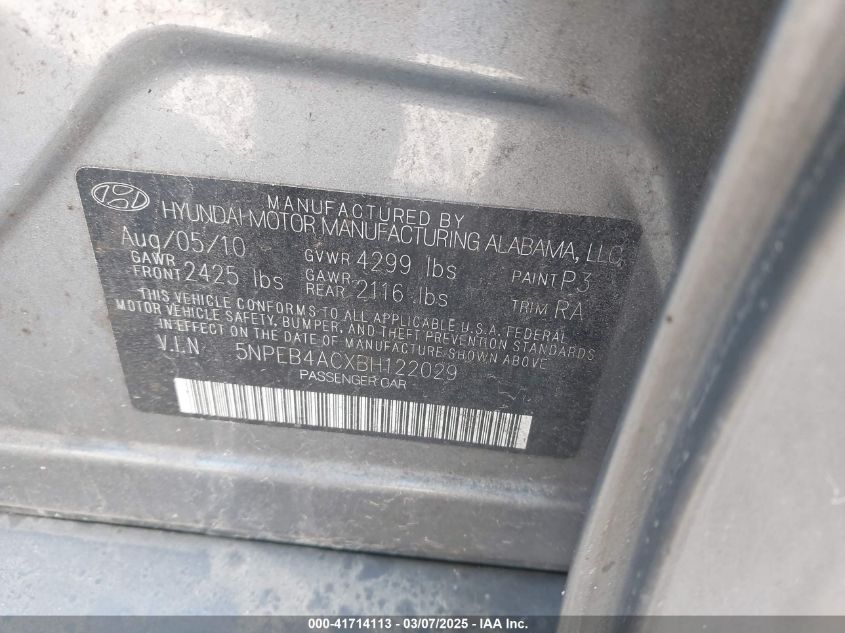 MANUFACTURED BY
HYUNDAI MOTOR MANUFACTURING ALABAMA, LLC
Aug/05/10 GVWR 4299 lbs PAINT P3
GAWR FRONT 2425 lbs GAWR REAR 2116 lbs TRIM RA
THIS VEHICLE CONFORMS TO ALL APPLICABLE U.S.A. FEDERAL
MOTOR VEHICLE SAFETY, BUMPER, AND THEFT PREVENTION STANDARDS
IN EFFECT ON THE DATE OF MANUFACTURE SHOWN ABOVE
V.I.N 5NPEB4ACXBH122029
PASSENGER CAR
000-41714113 - 03/07/2025 - IAA Inc.